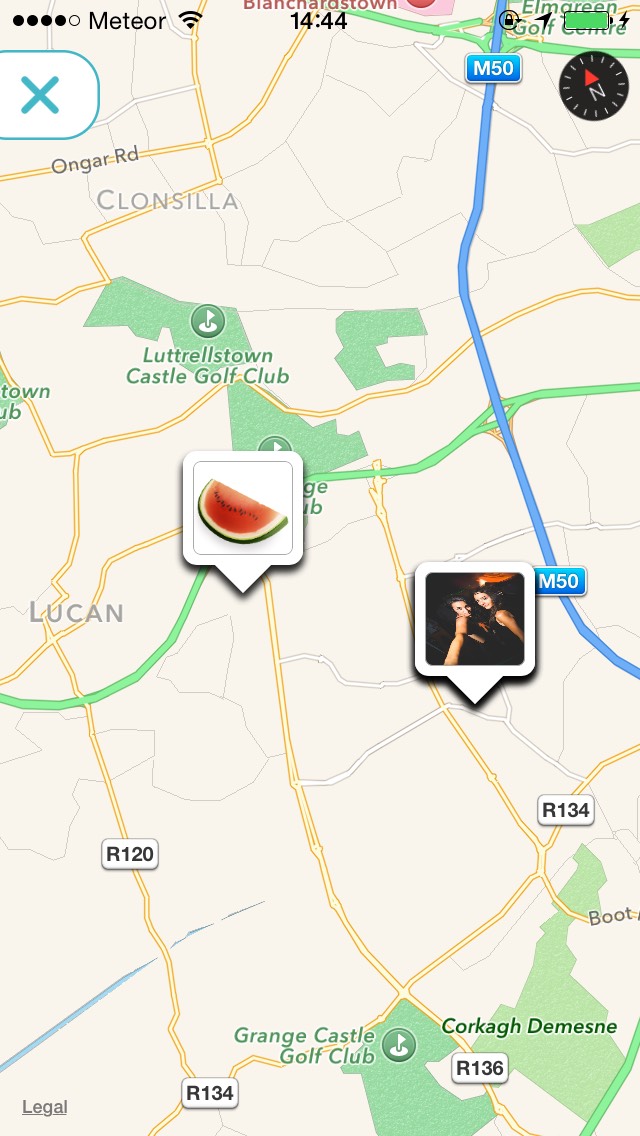 Meteor 14:44
Blanchardstown
Elmgreen
Golf Centre
M50
N
Ongar Rd
CLONSILLA
Luttrellstown
Castle Golf Club
town
ub
ge
ub
M50
LUCAN
R134
R120
Boot
Corkagh Demesne
Grange Castle
Golf Club
R136
R134
Legal